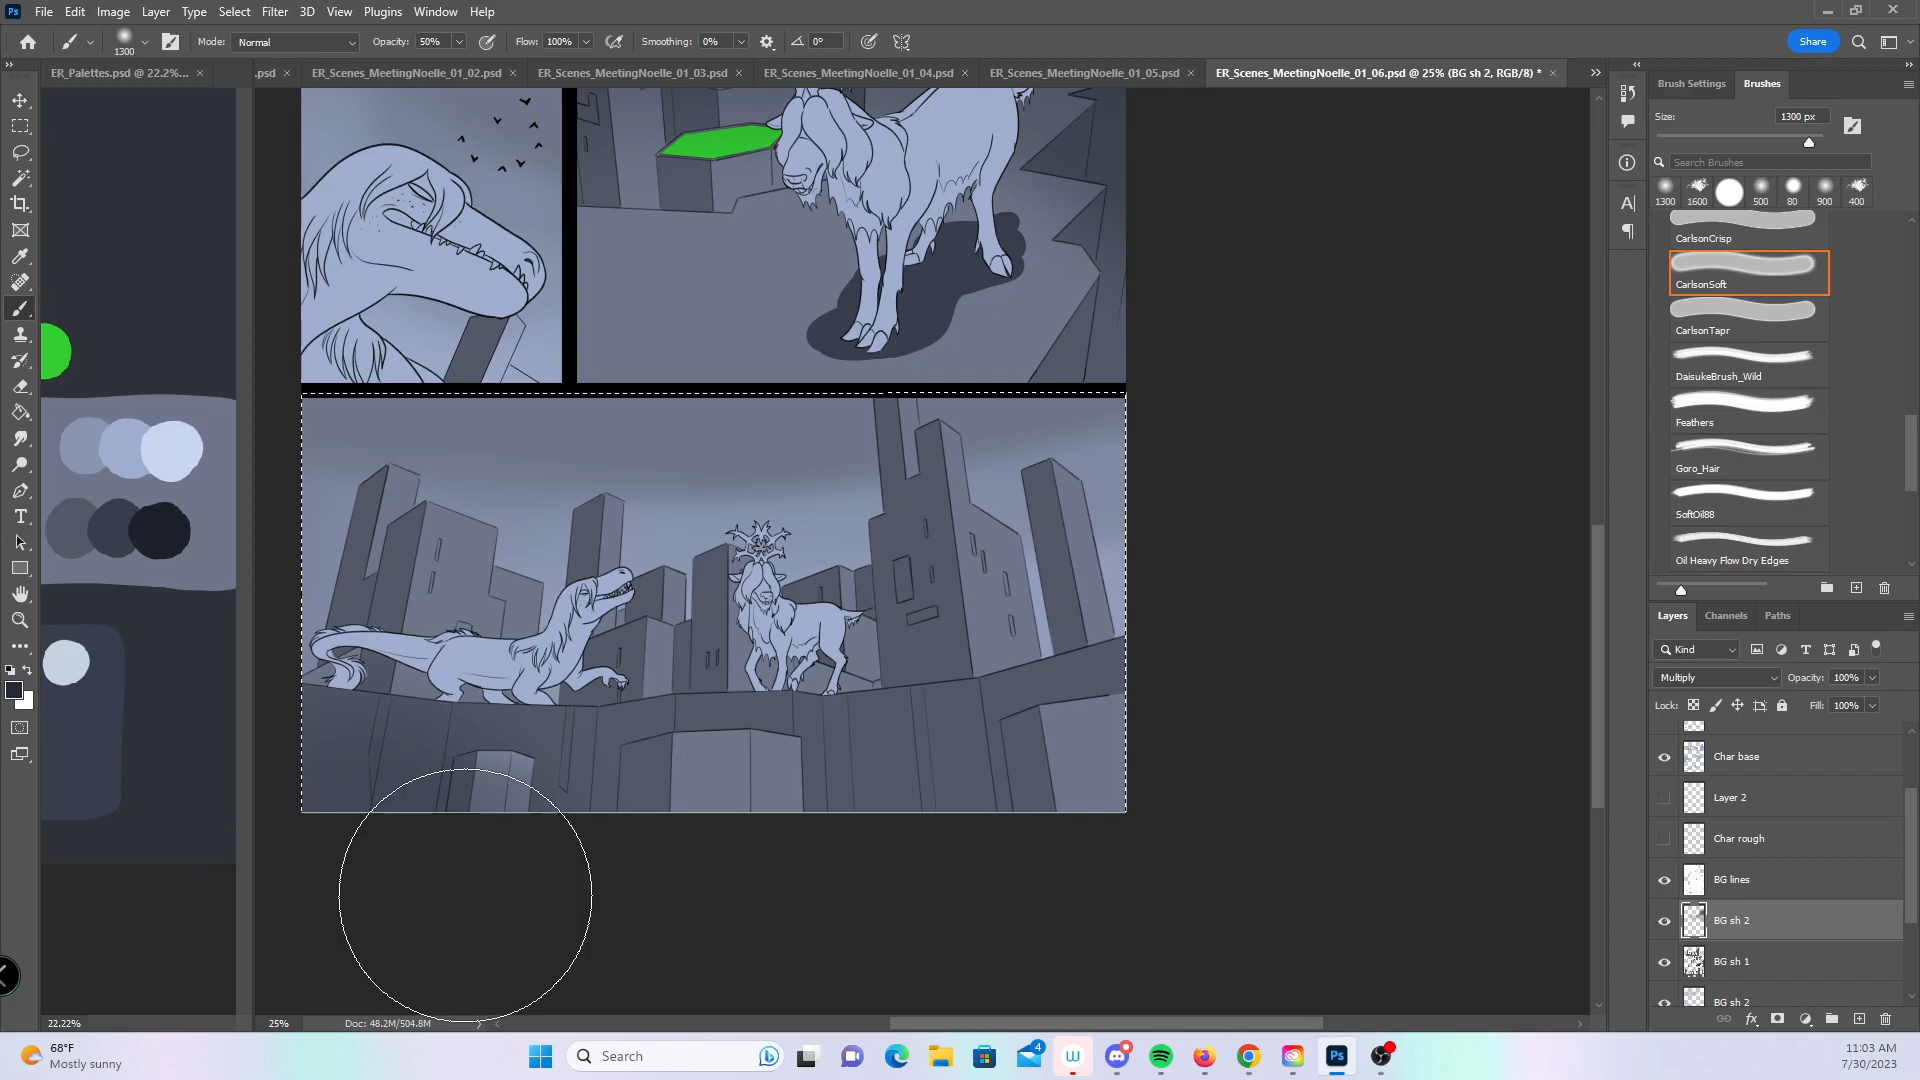 Ps File Edit Image Layer Type Select Filter 3D View Plugins Window Help
1300 Mode: Normal Opacity: 50% Flow: 100% Smoothing: 0% 0° Share
ER_Palettes.psd @ 22.2%... × .psd × ER_Scenes_MeetingNoelle_01_02.psd × ER_Scenes_MeetingNoelle_01_03.psd × ER_Scenes_MeetingNoelle_01_04.psd × ER_Scenes_MeetingNoelle_01_05.psd × ER_Scenes_MeetingNoelle_01_06.psd @ 25% (BG sh 2, RGB/8) * ×
Brush Settings Brushes
Size: 1300 px
Search Brushes
1300 1600 500 80 900 400
CarlsonCrisp
CarlsonSoft
CarlsonTapr
DaisukeBrush_Wild
Feathers
Goro_Hair
SoftOil88
Oil Heavy Flow Dry Edges
Layers Channels Paths
Kind
Multiply Opacity: 100%
Lock: Fill: 100%
Char base
Layer 2
Char rough
BG lines
BG sh 2
BG sh 1
BG sh 2
22.22% 25% Doc: 48.2M/504.8M
68°F
Mostly sunny
Search
4
Ps
11:03 AM
7/30/2023